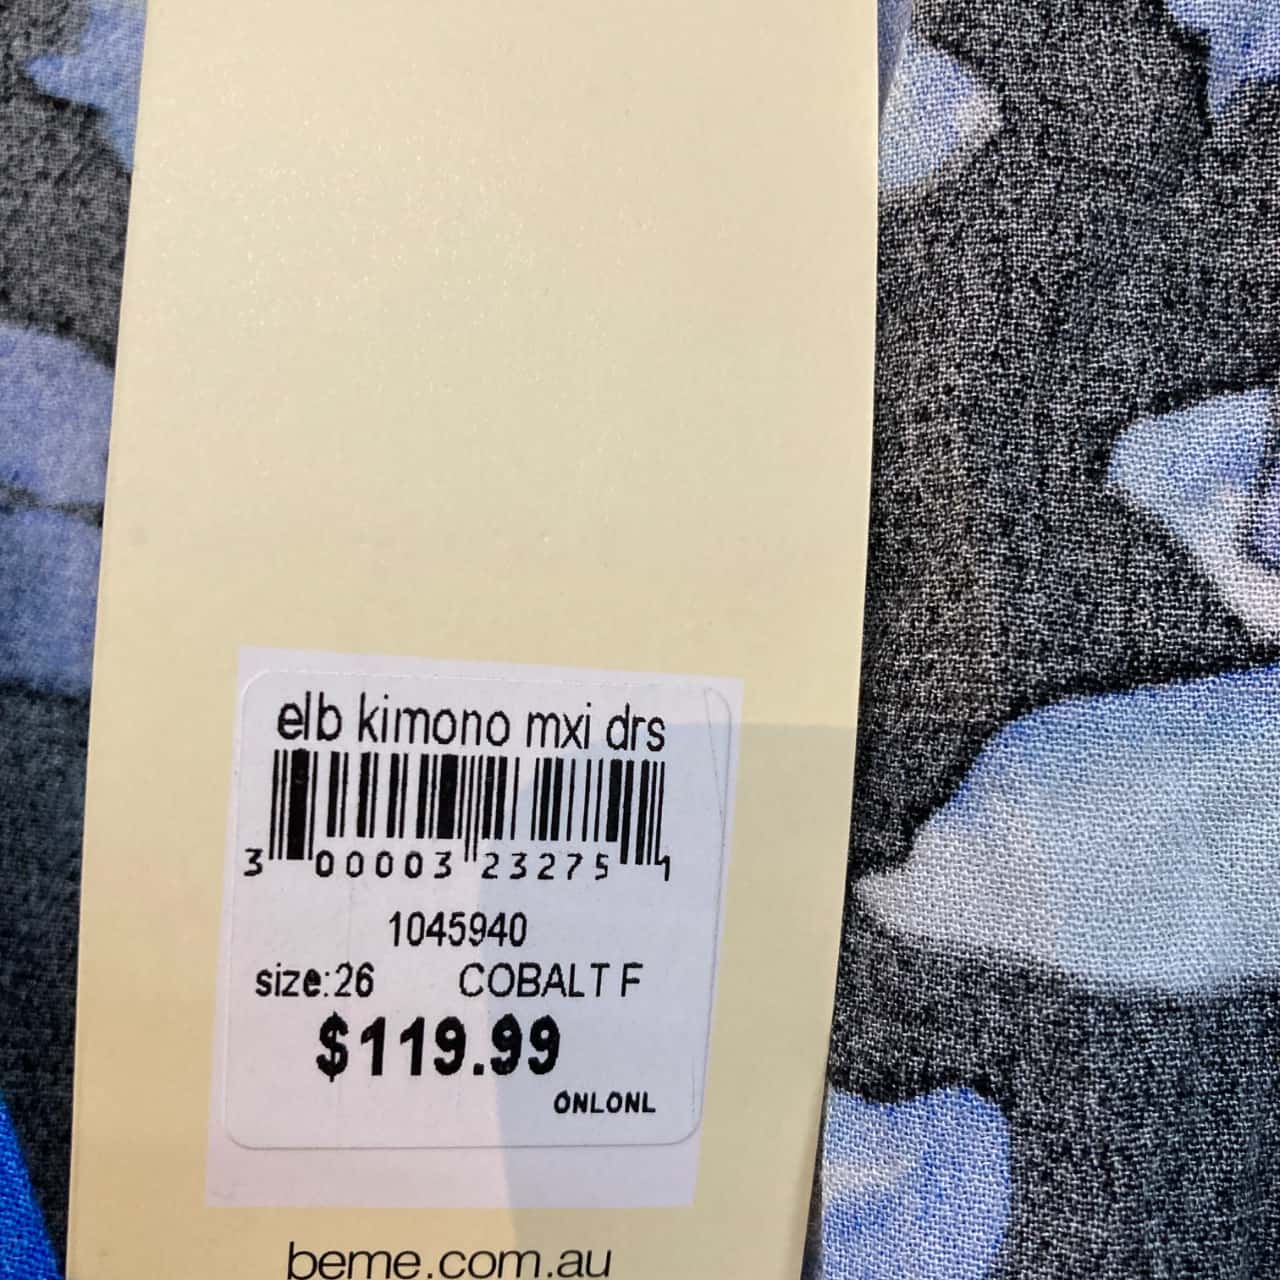 elb kimono mxi drs
3 00003 23275 1
1045940
size:26 COBALT F
$119.99
ONLONL
beme.com.au